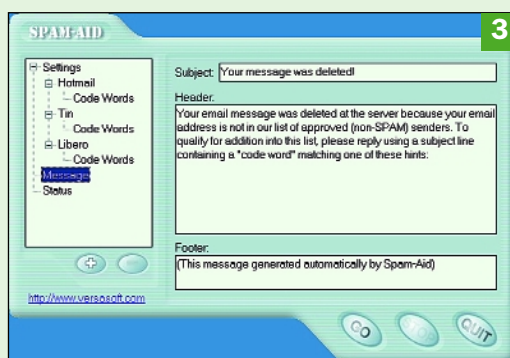 SPAM-AID
3
Settings
Hotmail
Code Words
Tin
Code Words
Libero
Code Words
Message
Status
http://www.versosoft.com
Subject: Your message was deleted!
Header:
Your email message was deleted at the server because your email
address is not in our list of approved (non-SPAM) senders. To
qualify for addition into this list, please reply using a subject line
containing a "code word" matching one of these hints:
Footer:
(This message generated automatically by Spam-Aid)
GO
STOP
QUIT